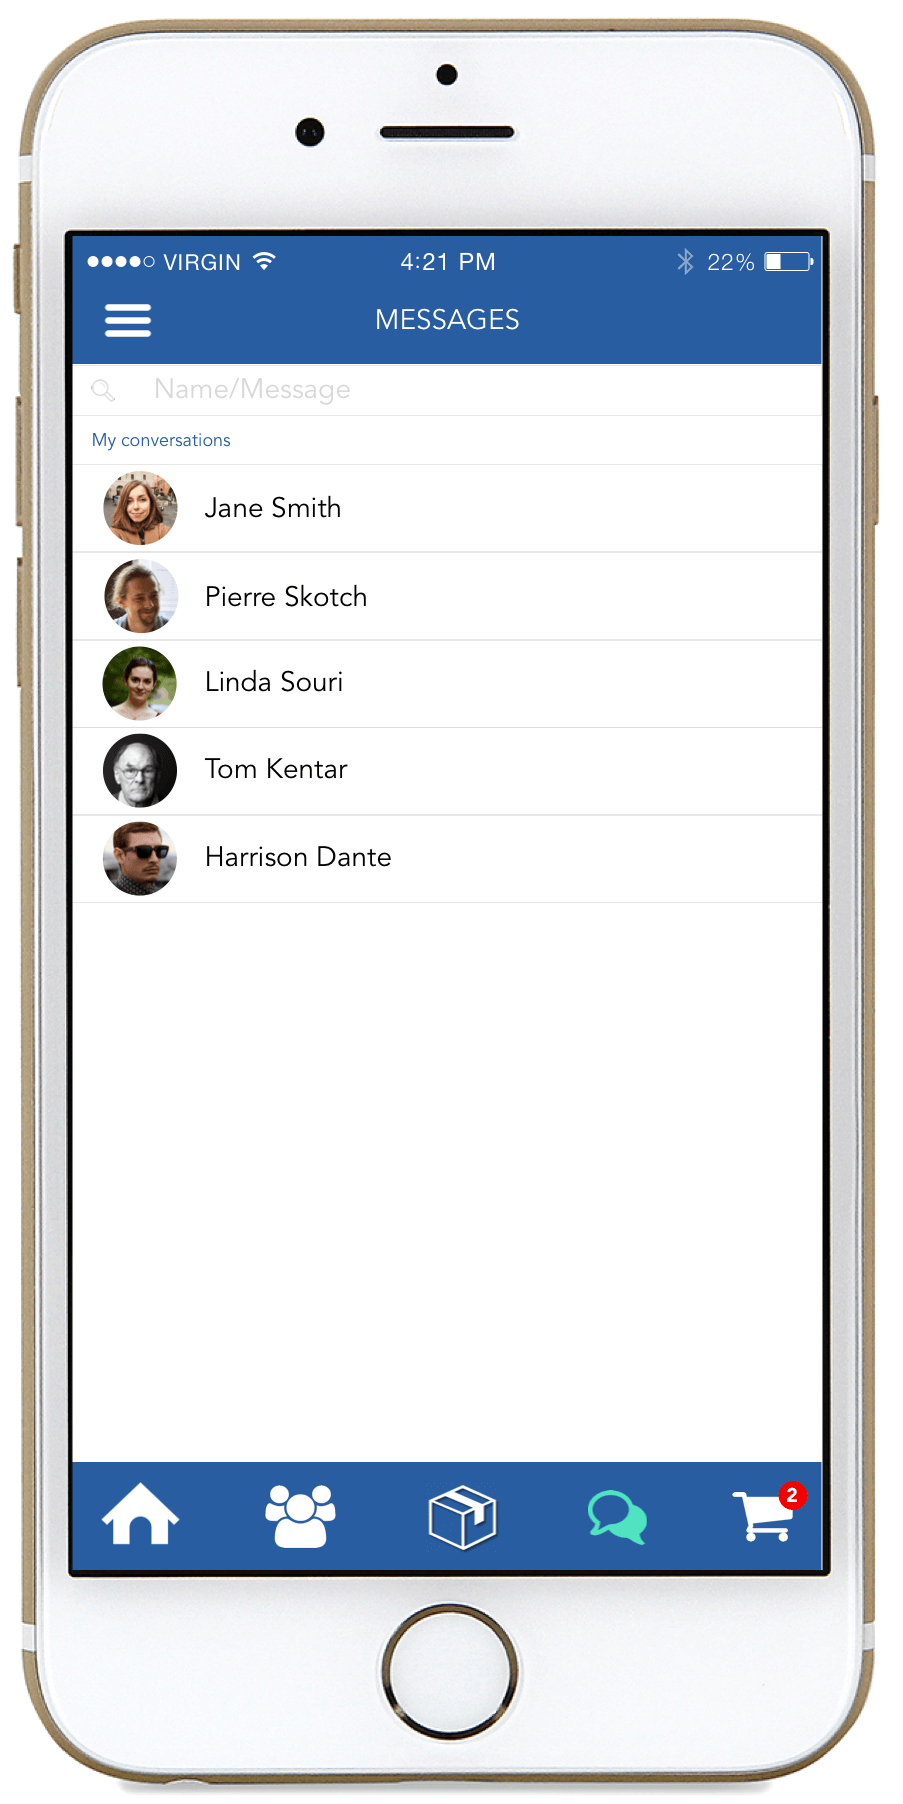 VIRGIN 4:21 PM 22%
MESSAGES
Name/Message
My conversations
Jane Smith
Pierre Skotch
Linda Souri
Tom Kentar
Harrison Dante
2